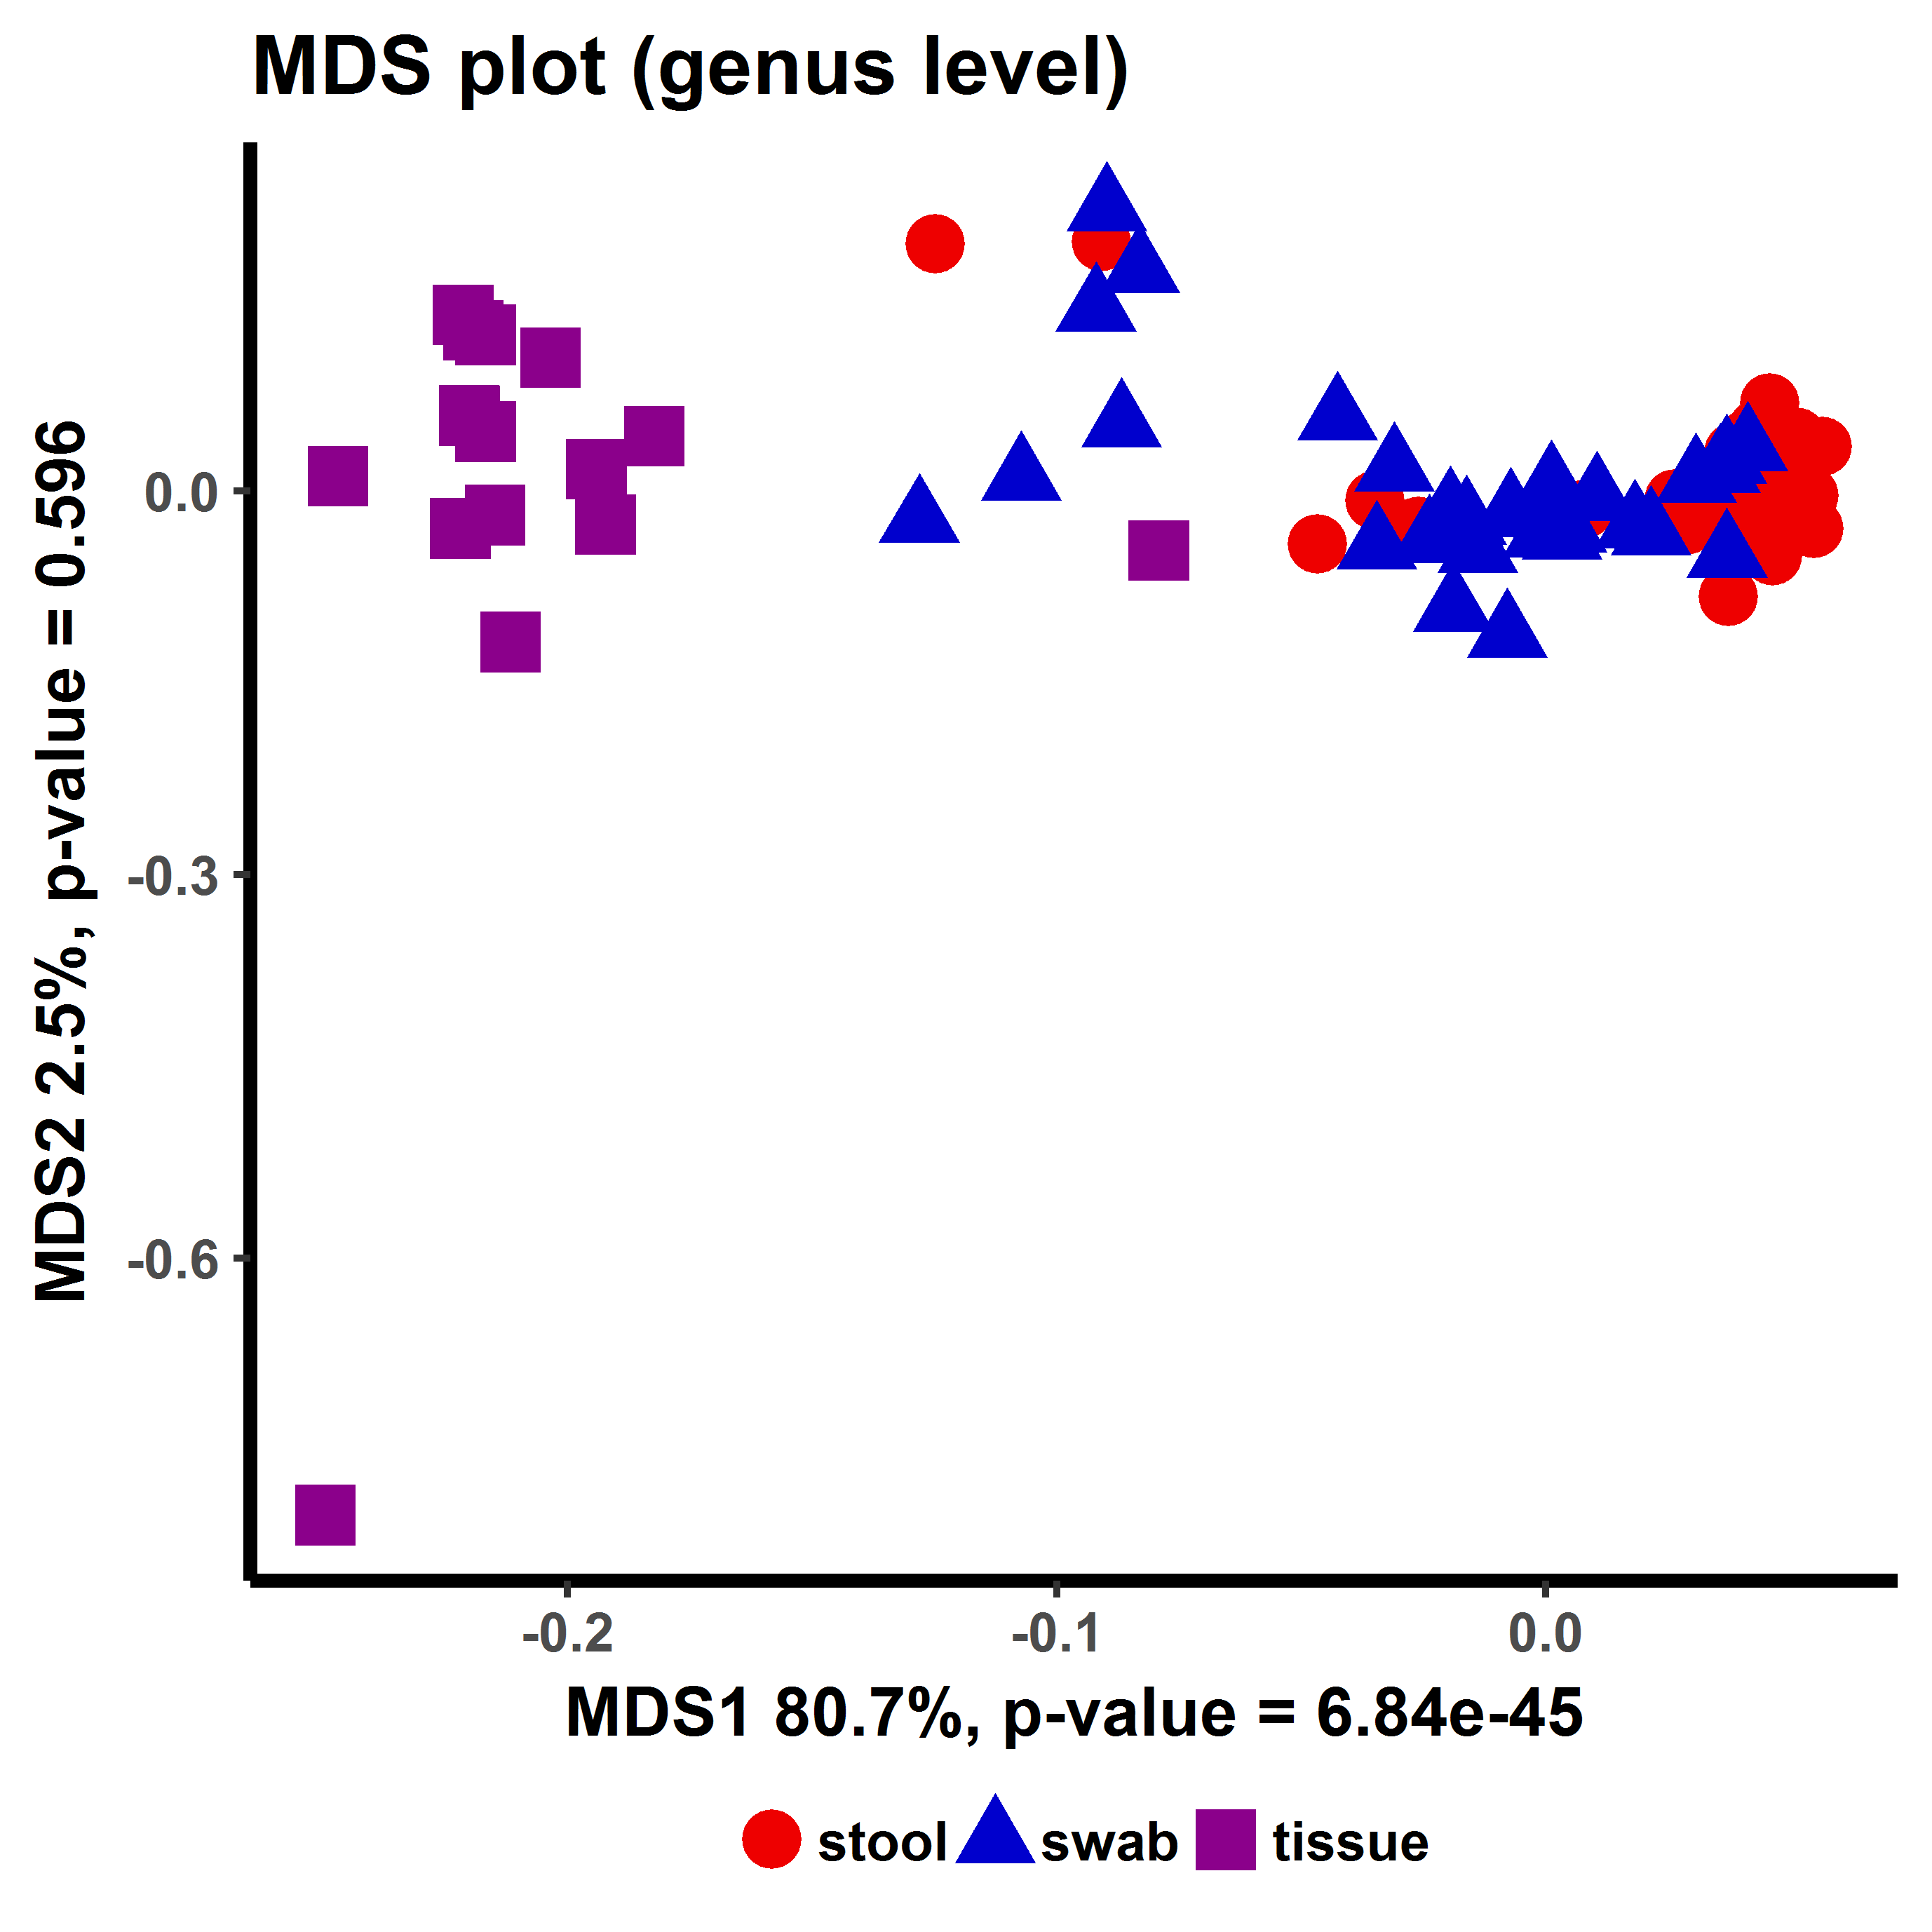 MDS plot (genus level)
MDS2 2.5%, p-value = 0.596
0.0
-0.3
-0.6
-0.2 -0.1 0.0
MDS1 80.7%, p-value = 6.84e-45
stool swab tissue